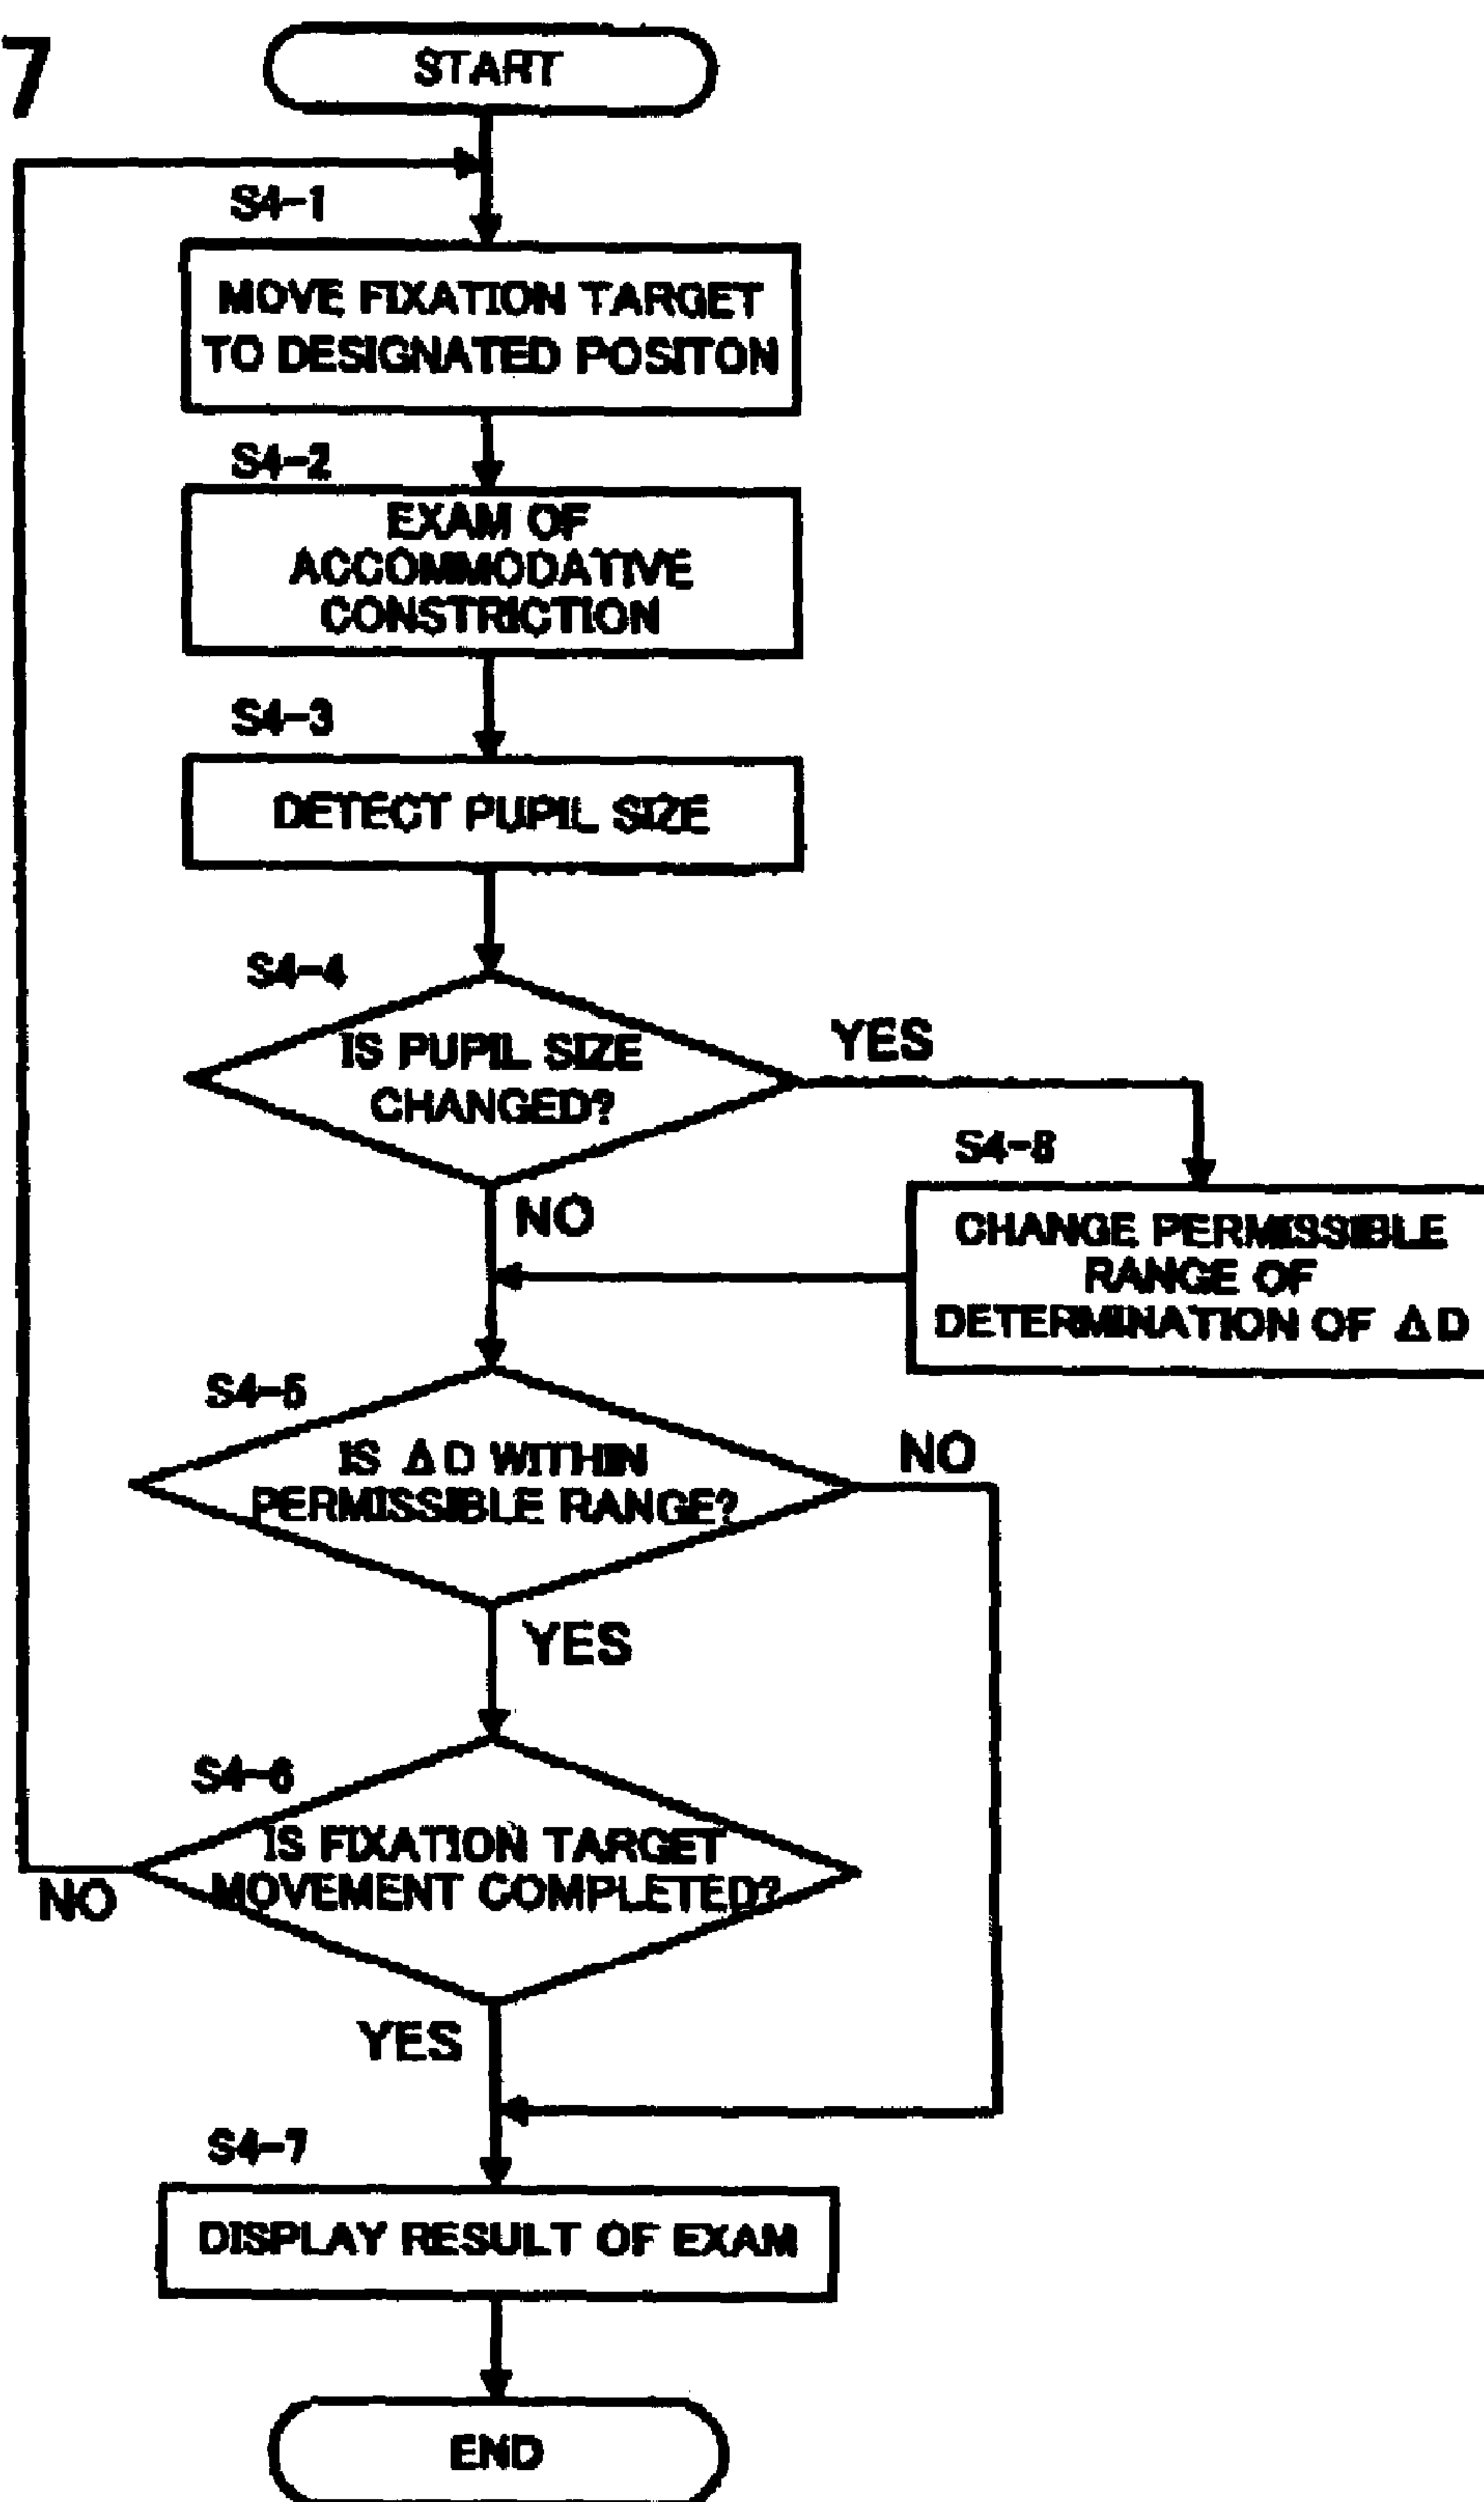 7
START
S4-1
MOVE FIXATION TARGET
TO DESIGNATED POSITON
S4-2
EXAM OF
ACCOMMODATIVE
CONSTRICTION
S4-3
DETECT PUPIL SIZE
S4-4
IS PUPIL SIZE
CHANGED?
YES
NO
S4-8
CHANGE PERMISSIBLE
RANGE OF
DETERMINATION OF ΔD
S4-5
IS ΔD WITHIN
PERMISSIBLE RANGE?
NO
YES
S4-6
IS FIXATION TARGET
MOVEMENT COMPLETED?
NO
YES
S4-7
DISPLAY RESULT OF EXAM
END